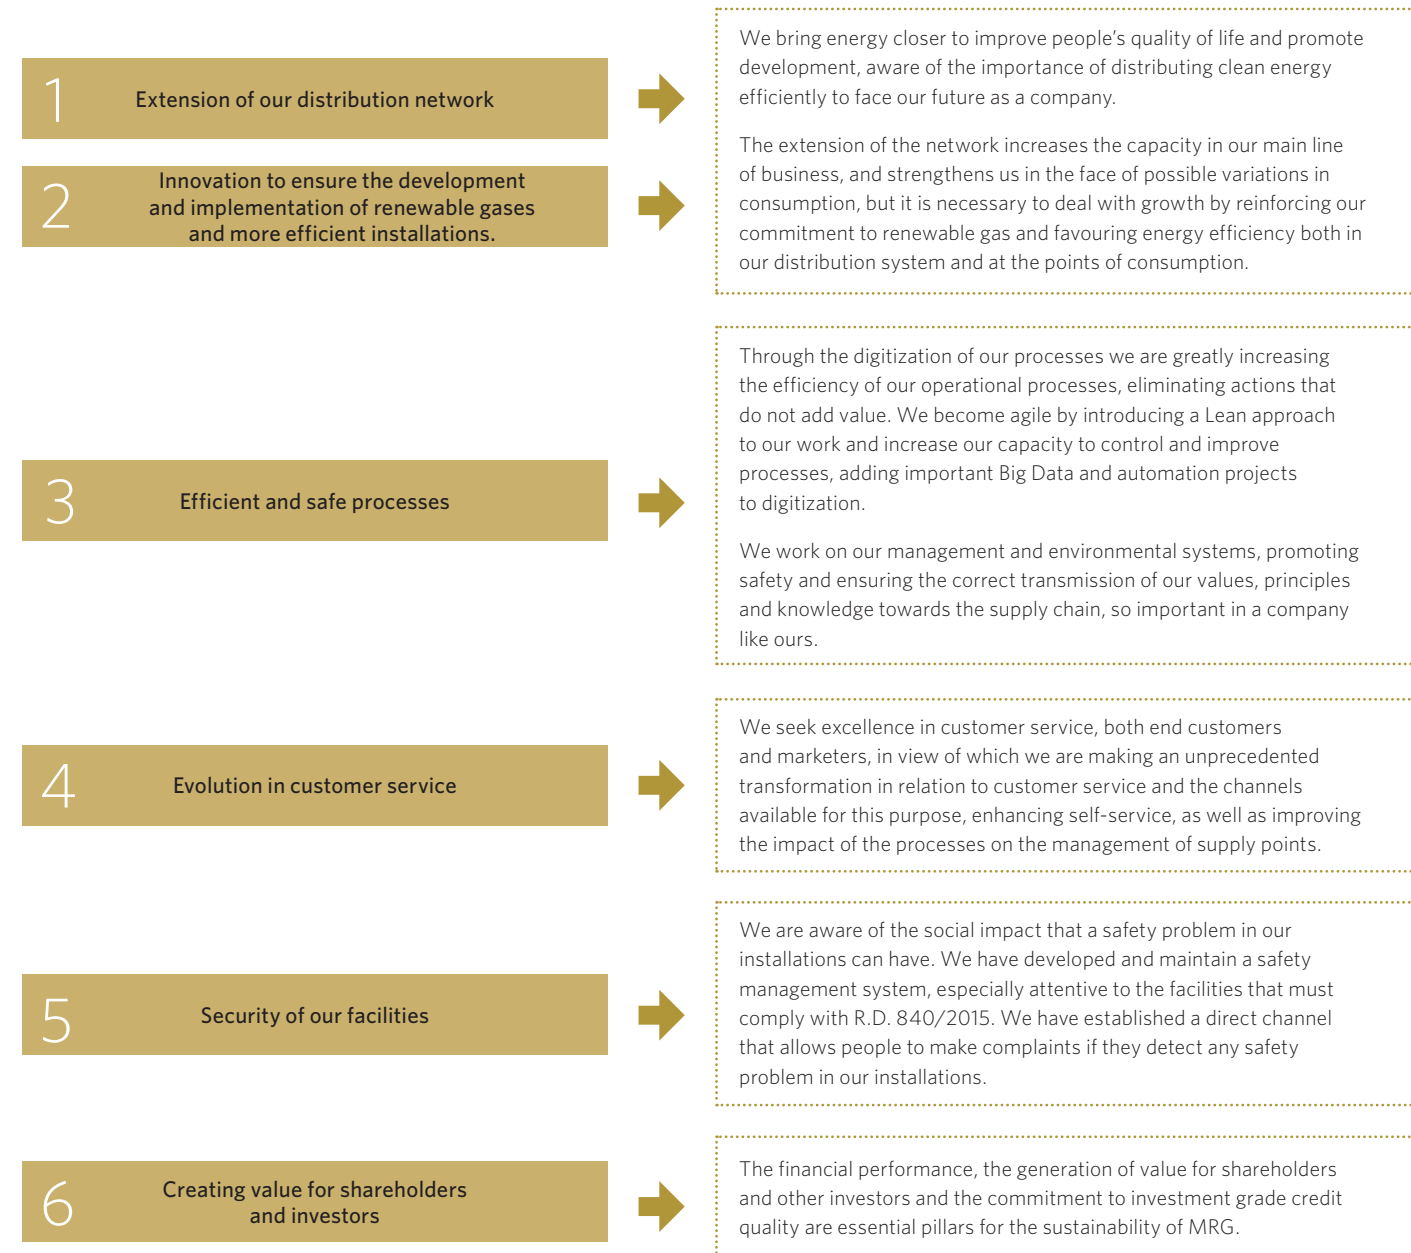 1
Extension of our distribution network
2
Innovation to ensure the development
and implementation of renewable gases
and more efficient installations.
We bring energy closer to improve people’s quality of life and promote
development, aware of the importance of distributing clean energy
efficiently to face our future as a company.
The extension of the network increases the capacity in our main line
of business, and strengthens us in the face of possible variations in
consumption, but it is necessary to deal with growth by reinforcing our
commitment to renewable gas and favouring energy efficiency both in
our distribution system and at the points of consumption.
3
Efficient and safe processes
Through the digitization of our processes we are greatly increasing
the efficiency of our operational processes, eliminating actions that
do not add value. We become agile by introducing a Lean approach
to our work and increase our capacity to control and improve
processes, adding important Big Data and automation projects
to digitization.
We work on our management and environmental systems, promoting
safety and ensuring the correct transmission of our values, principles
and knowledge towards the supply chain, so important in a company
like ours.
4
Evolution in customer service
We seek excellence in customer service, both end customers
and marketers, in view of which we are making an unprecedented
transformation in relation to customer service and the channels
available for this purpose, enhancing self-service, as well as improving
the impact of the processes on the management of supply points.
5
Security of our facilities
We are aware of the social impact that a safety problem in our
installations can have. We have developed and maintain a safety
management system, especially attentive to the facilities that must
comply with R.D. 840/2015. We have established a direct channel
that allows people to make complaints if they detect any safety
problem in our installations.
6
Creating value for shareholders
and investors
The financial performance, the generation of value for shareholders
and other investors and the commitment to investment grade credit
quality are essential pillars for the sustainability of MRG.